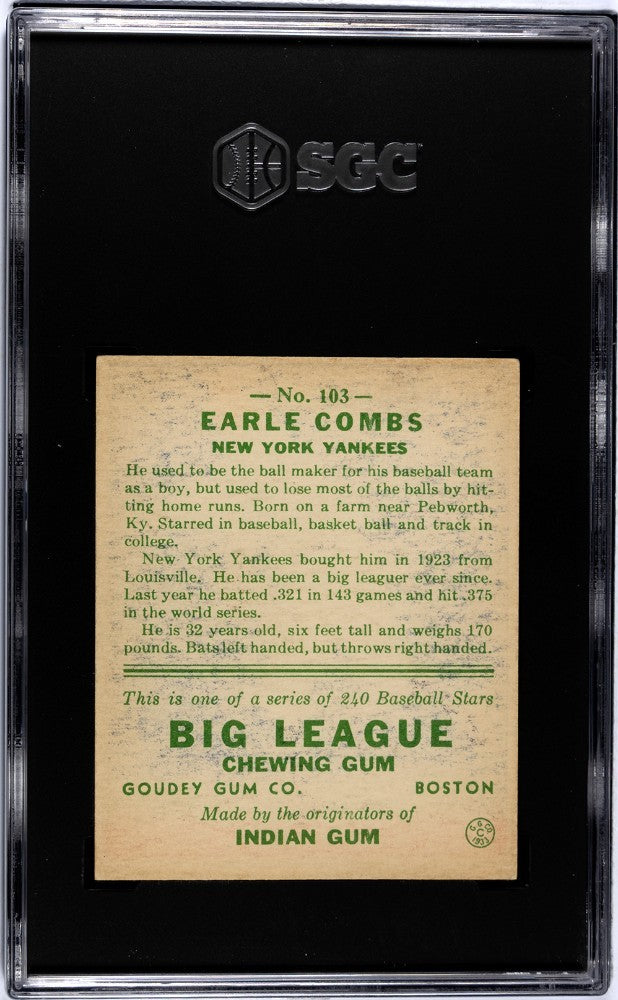 SGC
— No. 103 —
EARLE COMBS
NEW YORK YANKEES
He used to be the ball maker for his baseball team
as a boy, but used to lose most of the balls by hit-
ting home runs. Born on a farm near Pebworth,
Ky. Starred in baseball, basket ball and track in
college.
New York Yankees bought him in 1923 from
Louisville. He has been a big leaguer ever since.
Last year he batted .321 in 143 games and hit .375
in the world series.
He is 32 years old, six feet tall and weighs 170
pounds. Bats left handed, but throws right handed.
This is one of a series of 240 Baseball Stars
BIG LEAGUE
CHEWING GUM
GOUDEY GUM CO. BOSTON
Made by the originators of
INDIAN GUM
G. G. CO.
C
1933